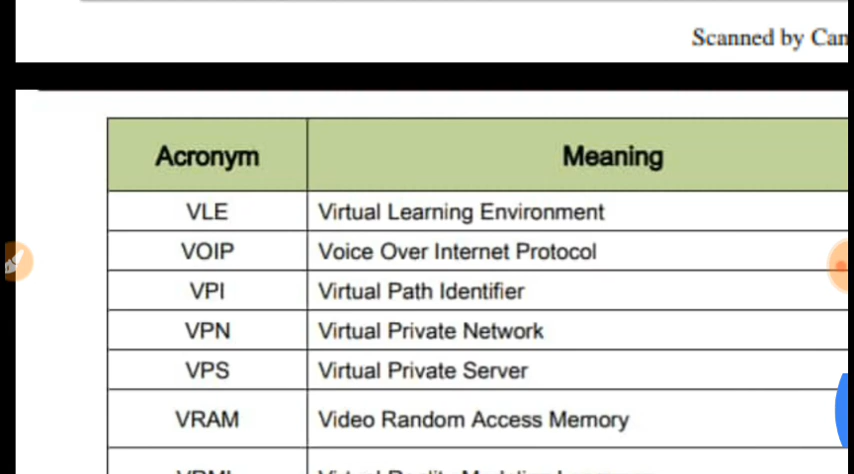 Scanned by Cam
Acronym Meaning
VLE Virtual Learning Environment
VOIP Voice Over Internet Protocol
VPI Virtual Path Identifier
VPN Virtual Private Network
VPS Virtual Private Server
VRAM Video Random Access Memory